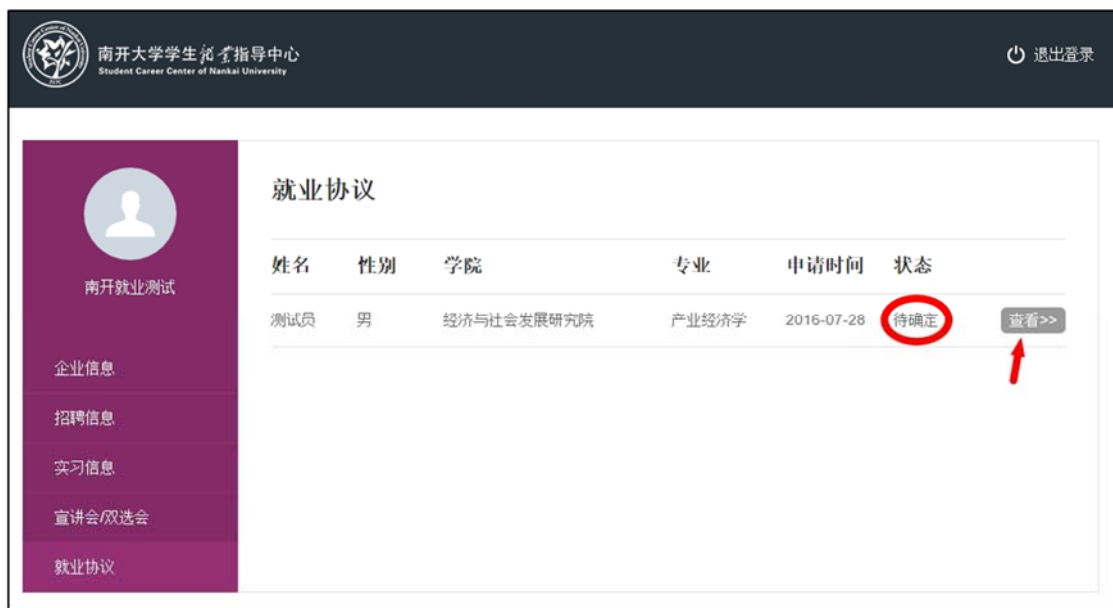 南开大学学生就业指导中心
Student Career Center of Nankai University
退出登录
南开就业测试
企业信息
招聘信息
实习信息
宣讲会/双选会
就业协议
就业协议
姓名 性别 学院 专业 申请时间 状态
测试员 男 经济与社会发展研究院 产业经济学 2016-07-28 待确定 查看>>